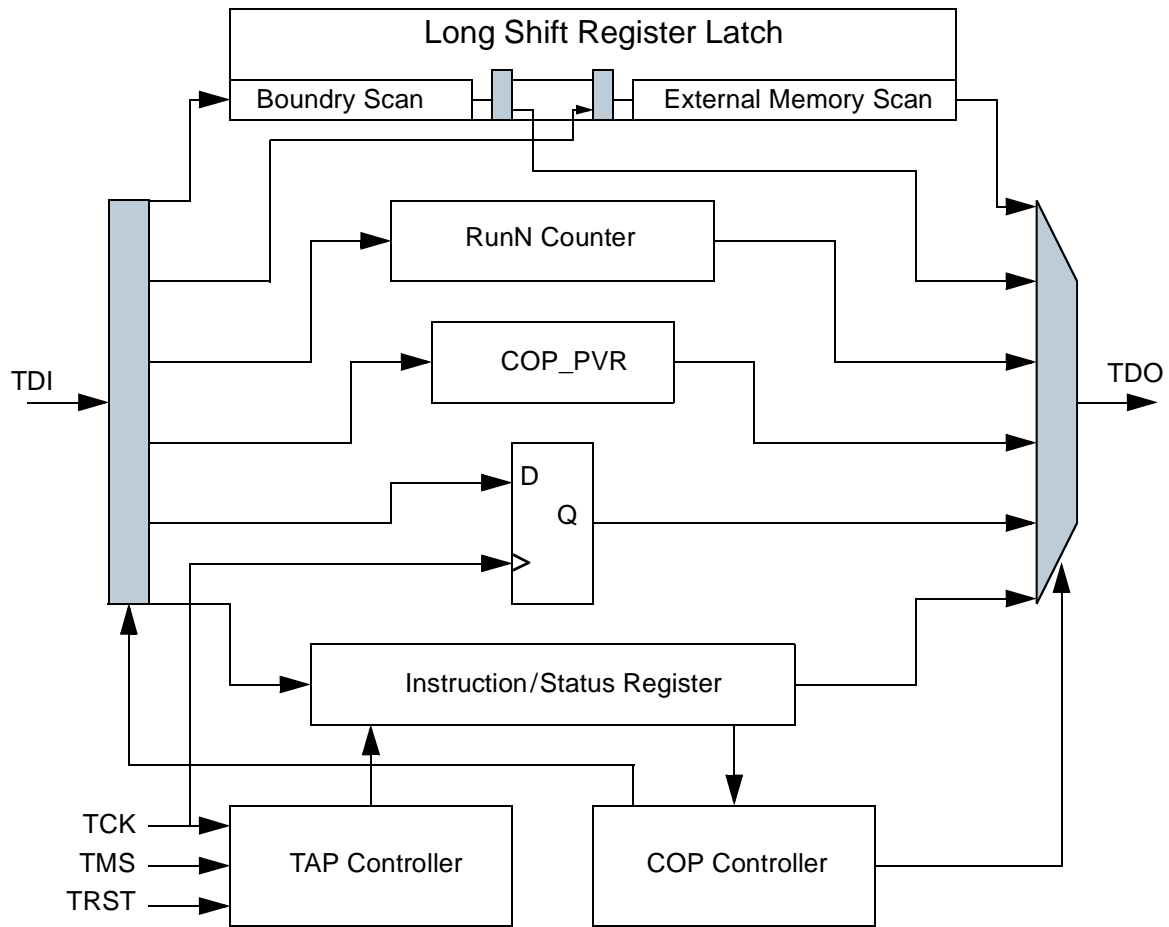 Long Shift Register Latch
Boundry Scan
External Memory Scan
RunN Counter
COP_PVR
TDI
TDO
D
Q
Instruction/Status Register
TCK
TMS
TRST
TAP Controller
COP Controller